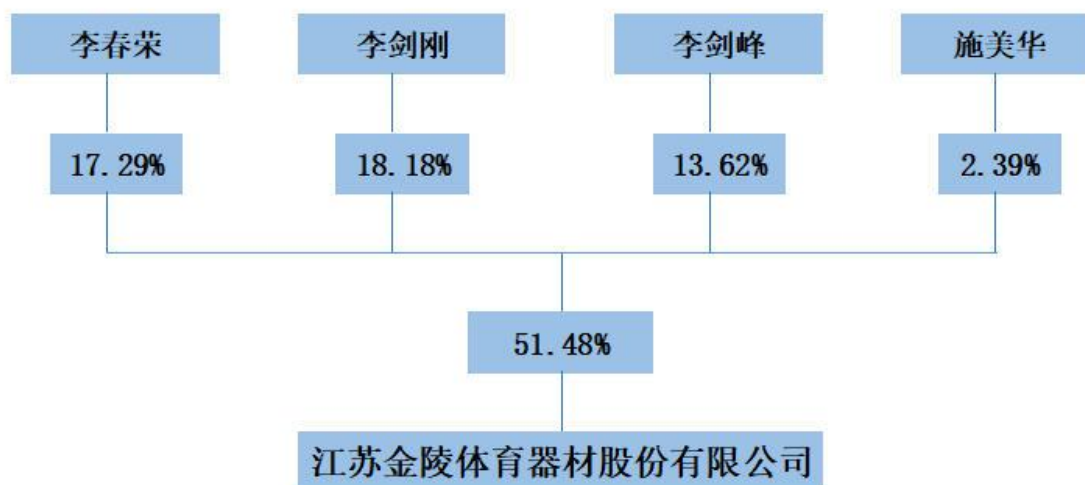 李春荣
李剑刚
李剑峰
施美华
17.29%
18.18%
13.62%
2.39%
51.48%
江苏金陵体育器材股份有限公司